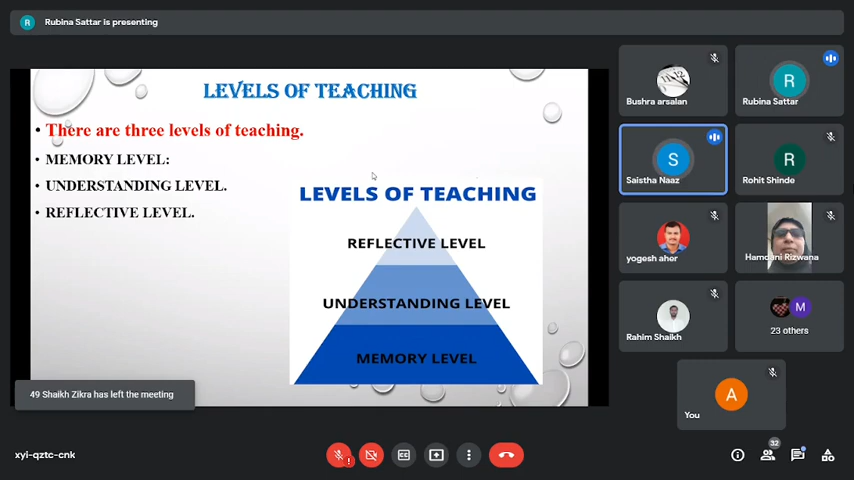 R
Rubina Sattar is presenting
LEVELS OF TEACHING
• There are three levels of teaching.
• MEMORY LEVEL:
• UNDERSTANDING LEVEL.
• REFLECTIVE LEVEL.
LEVELS OF TEACHING
REFLECTIVE LEVEL
UNDERSTANDING LEVEL
MEMORY LEVEL
49 Shaikh Zikra has left the meeting
Bushra arsalan
R
Rubina Sattar
S
Saistha Naaz
R
Rohit Shinde
yogesh aher
Hamdani Rizwana
Rahim Shaikh
M
23 others
A
You
xyi-qztc-cnk
32